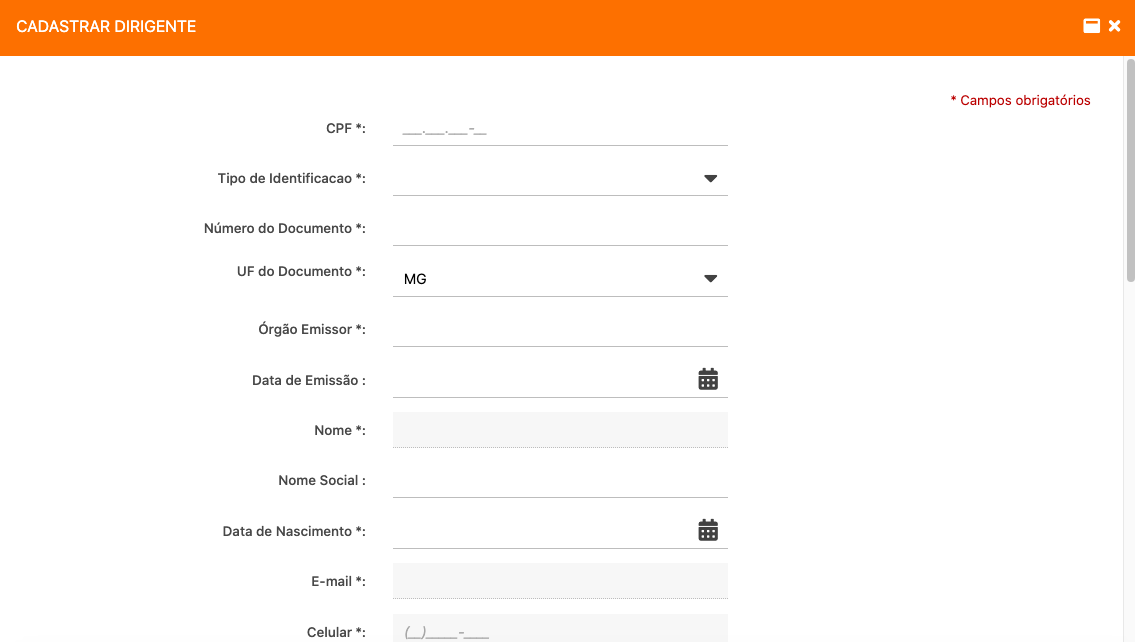 CADASTRAR DIRIGENTE
* Campos obrigatórios
CPF *: ___.___.___-__
Tipo de Identificacao *:
Número do Documento *:
UF do Documento *: MG
Órgão Emissor *:
Data de Emissão :
Nome *:
Nome Social :
Data de Nascimento *:
E-mail *:
Celular *: (__)_____-____